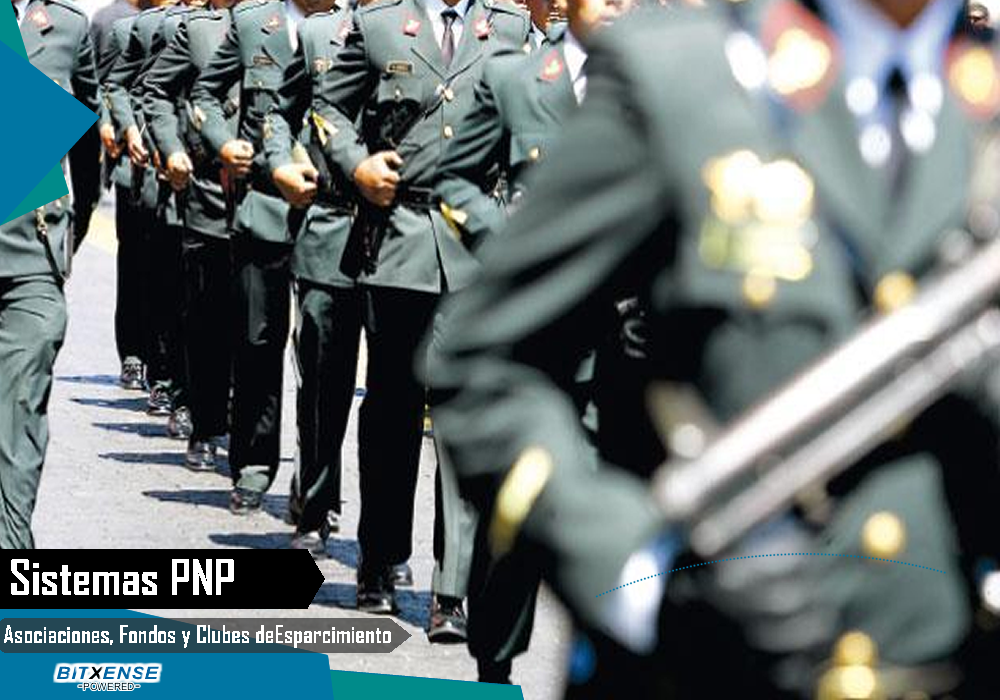 Sistemas PNP
Asociaciones, Fondos y Clubes deEsparcimiento
BITXENSE
-POWERED-